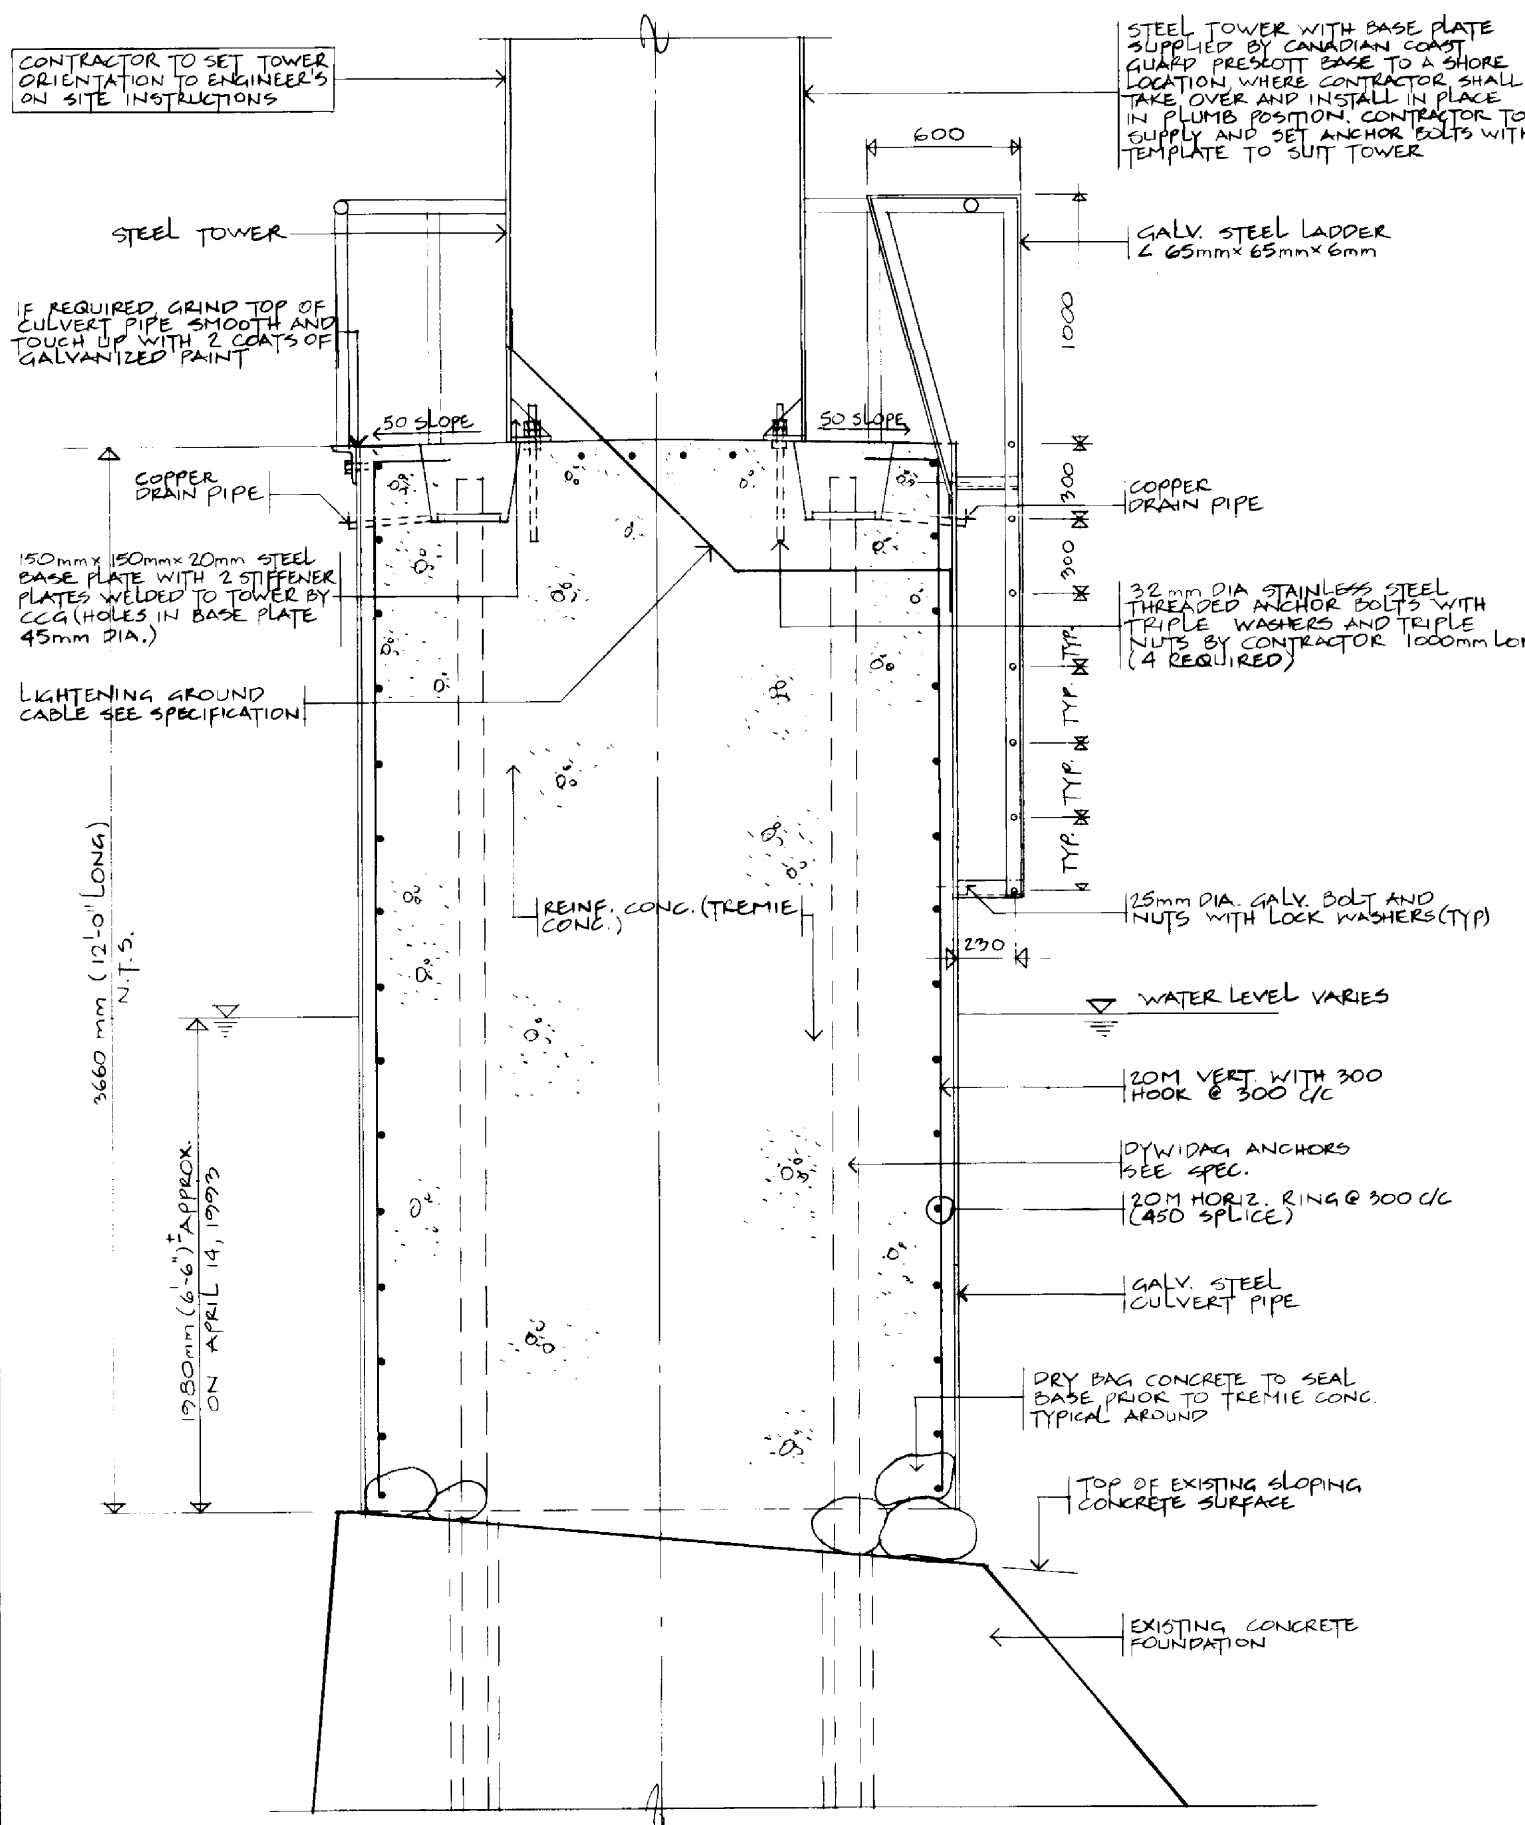 CONTRACTOR TO SET TOWER
ORIENTATION TO ENGINEER'S
ON SITE INSTRUCTIONS
STEEL TOWER WITH BASE PLATE
SUPPLIED BY CANADIAN COAST
GUARD PRESCOTT BASE TO A SHORE
LOCATION, WHERE CONTRACTOR SHALL
TAKE OVER AND INSTALL IN PLACE
IN PLUMB POSITION. CONTRACTOR TO
SUPPLY AND SET ANCHOR BOLTS WITH
TEMPLATE TO SUIT TOWER
600
STEEL TOWER
GALV. STEEL LADDER
∠ 65mm × 65mm × 6mm
1000
IF REQUIRED, GRIND TOP OF
CULVERT PIPE SMOOTH AND
TOUCH UP WITH 2 COATS OF
GALVANIZED PAINT
50 SLOPE
50 SLOPE
COPPER
DRAIN PIPE
300
COPPER
DRAIN PIPE
300
150mm × 150mm × 20mm STEEL
BASE PLATE WITH 2 STIFFENER
PLATES WELDED TO TOWER BY
CCG (HOLES IN BASE PLATE
45mm DIA.)
32 mm DIA STAINLESS STEEL
THREADED ANCHOR BOLTS WITH
TRIPLE WASHERS AND TRIPLE
NUTS BY CONTRACTOR 1000mm LON
(4 REQUIRED)
TYP.
TYP.
TYP.
TYP.
LIGHTENING GROUND
CABLE SEE SPECIFICATION
REINF. CONC. (TREMIE
CONC.)
25mm DIA. GALV. BOLT AND
NUTS WITH LOCK WASHERS (TYP)
230
3660 mm (12'-0" LONG)
N.T.S.
WATER LEVEL VARIES
20M VERT. WITH 300
HOOK @ 300 C/C
1980mm (6'-6")± APPROX.
ON APRIL 14, 1993
DYWIDAG ANCHORS
SEE SPEC.
20M HORIZ. RING @ 300 C/C
(450 SPLICE)
GALV. STEEL
CULVERT PIPE
DRY BAG CONCRETE TO SEAL
BASE PRIOR TO TREMIE CONC.
TYPICAL AROUND
TOP OF EXISTING SLOPING
CONCRETE SURFACE
EXISTING CONCRETE
FOUNDATION